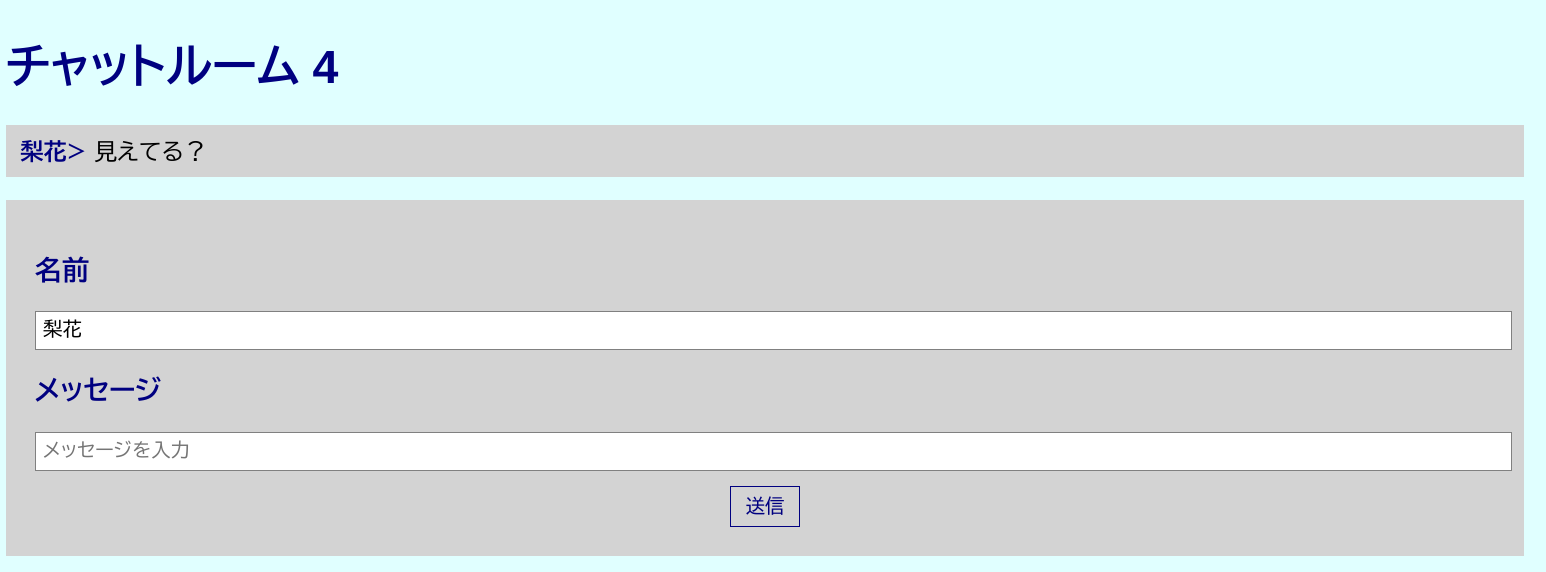 チャットルーム 4
梨花> 見えてる？
名前
梨花
メッセージ
メッセージを入力
送信